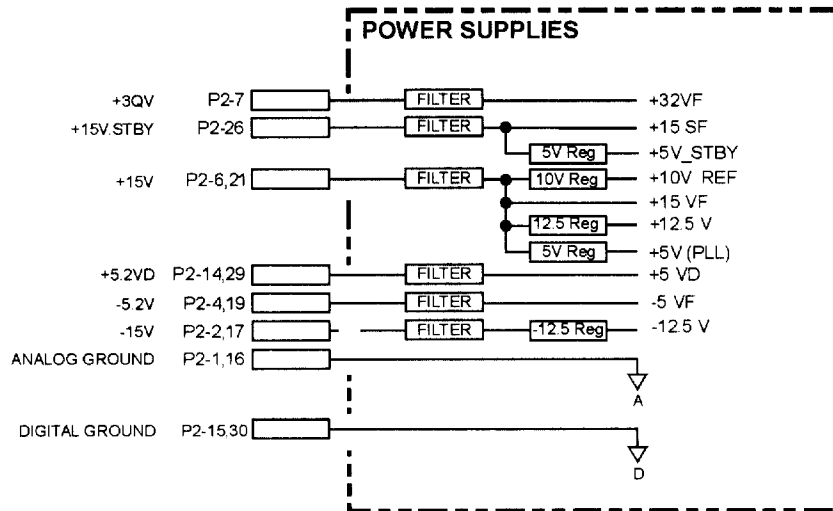 POWER SUPPLIES
+3QV P2-7 FILTER +32VF
+15V.STBY P2-26 FILTER +15 SF
5V Reg +5V_STBY
+15V P2-6,21 FILTER 10V Reg +10V REF
+15 VF
12.5 Reg +12.5 V
5V Reg +5V (PLL)
+5.2VD P2-14,29 FILTER +5 VD
-5.2V P2-4,19 FILTER -5 VF
-15V P2-2,17 FILTER -12.5 Reg -12.5 V
ANALOG GROUND P2-1,16
A
DIGITAL GROUND P2-15,30
D